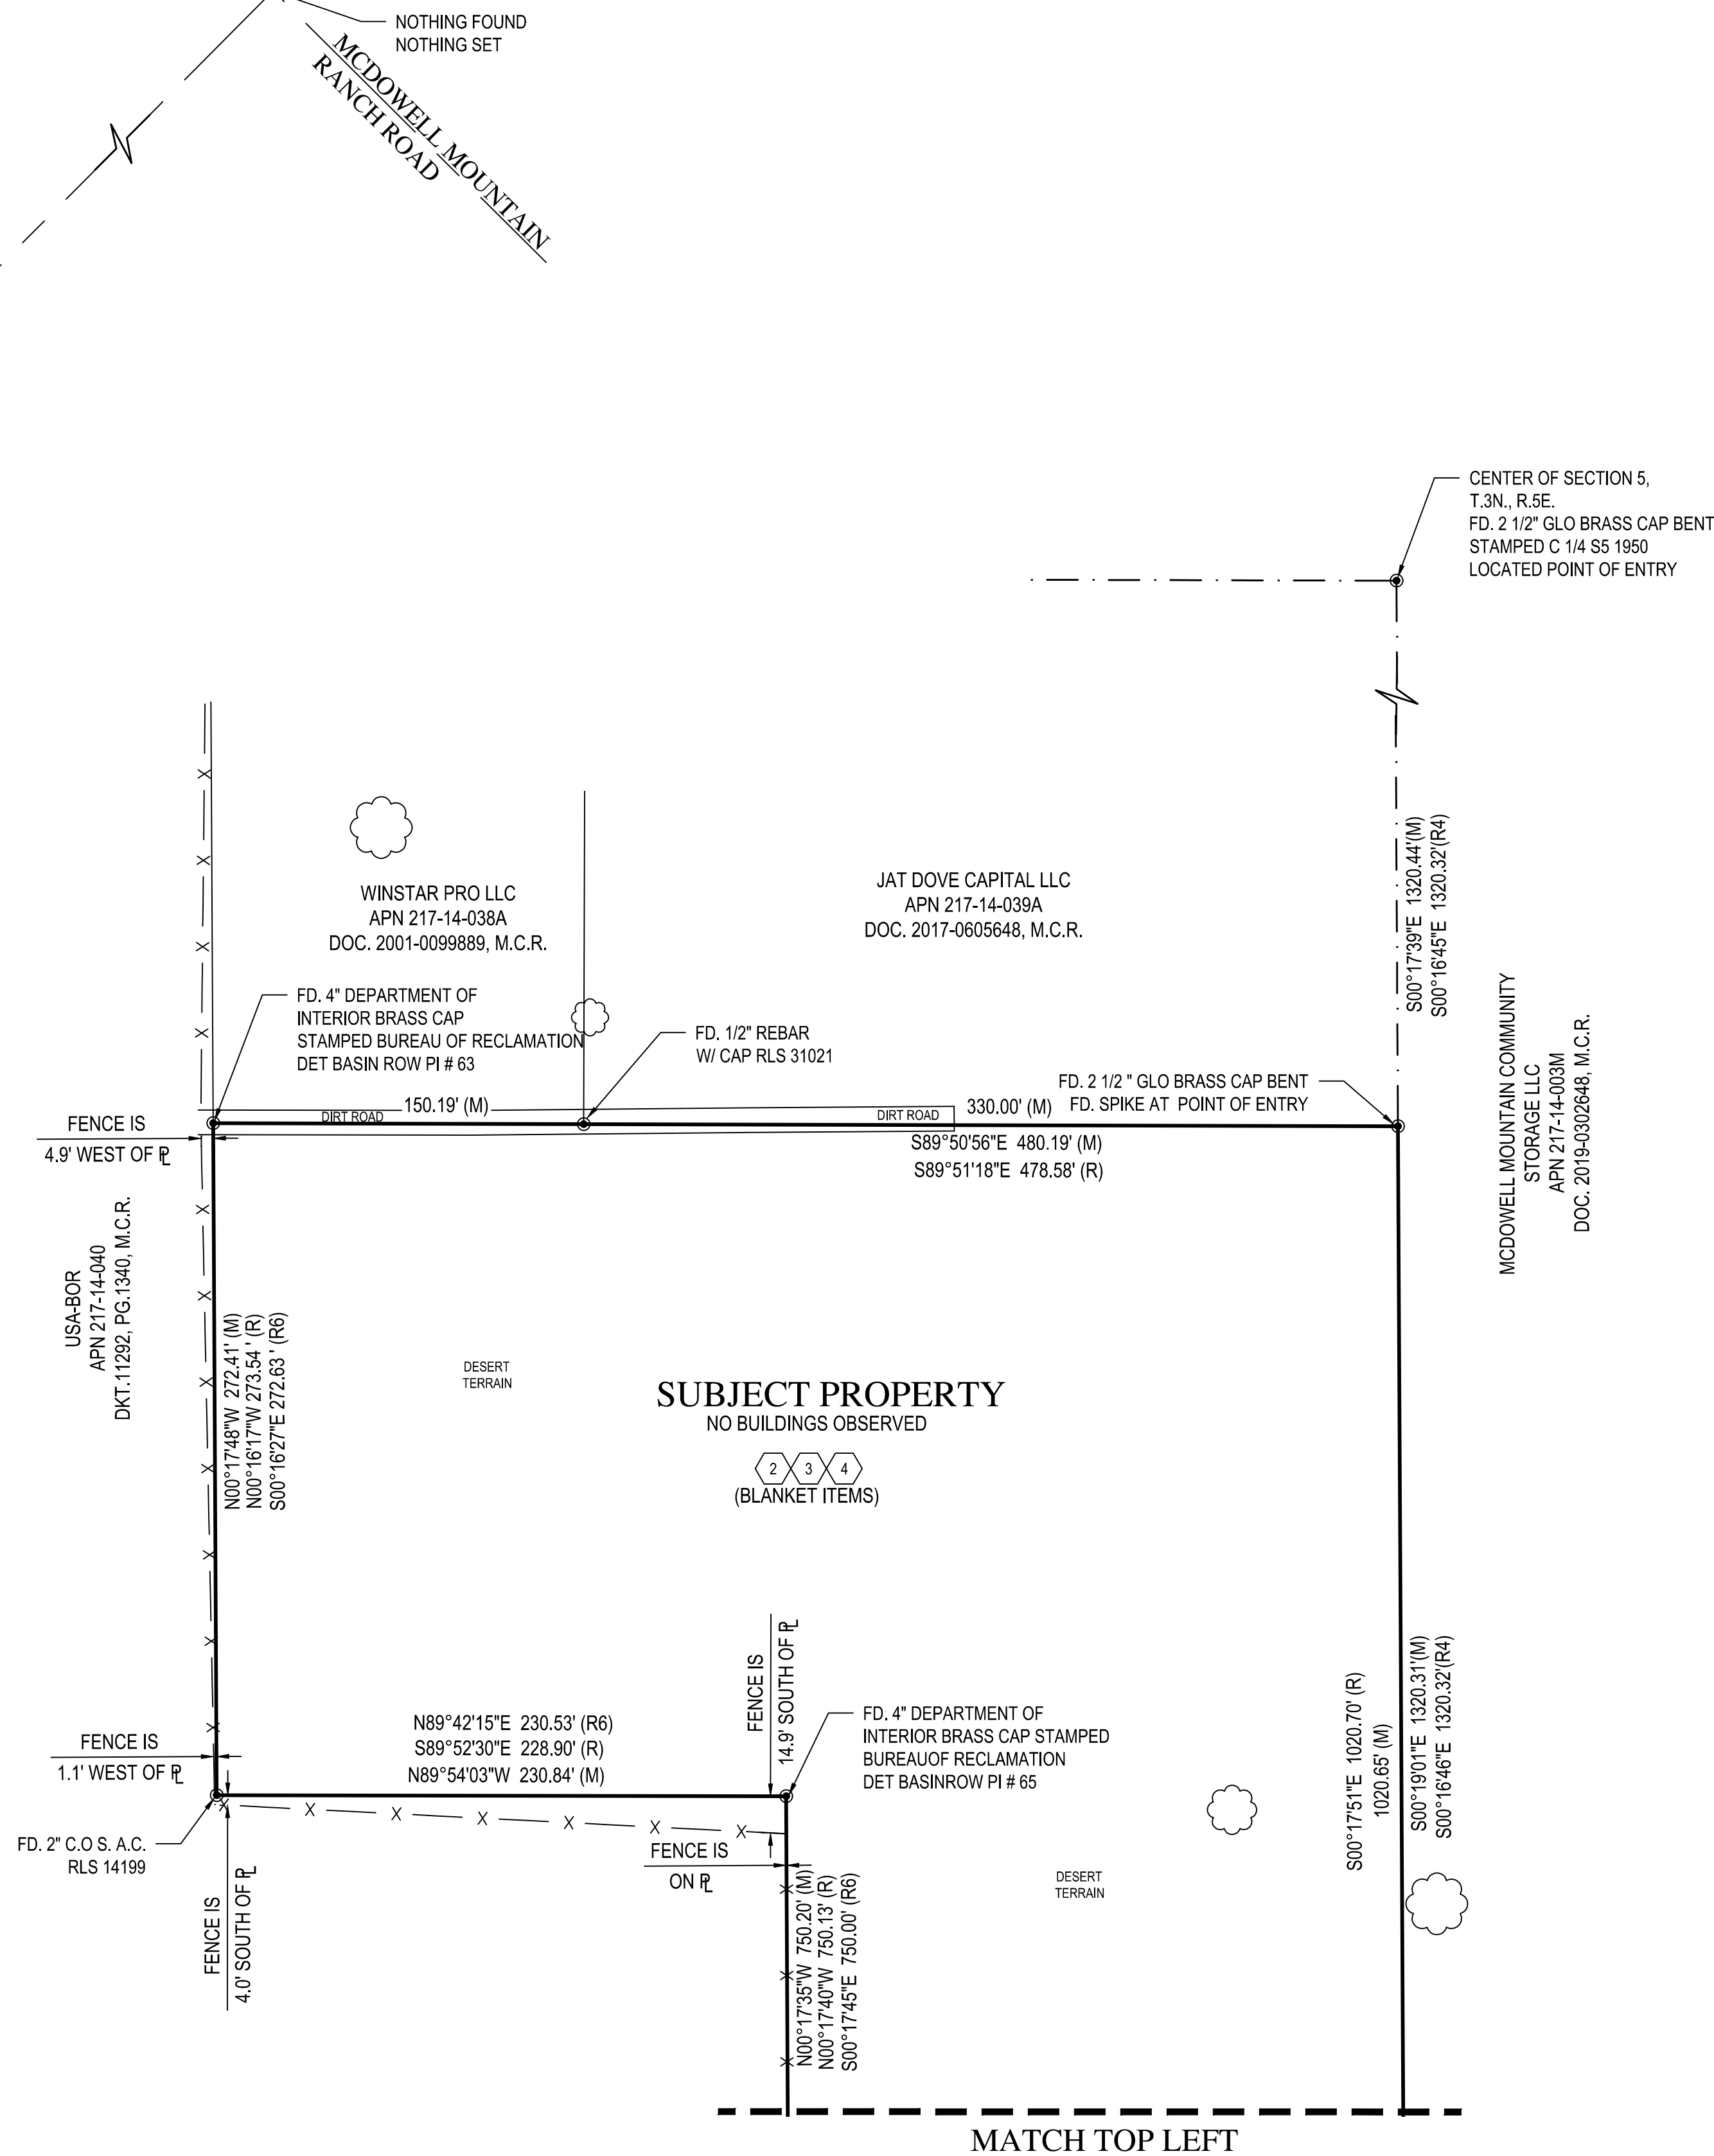 NOTHING FOUND
NOTHING SET
MCDOWELL MOUNTAIN
RANCH ROAD
CENTER OF SECTION 5,
T.3N., R.5E.
FD. 2 1/2" GLO BRASS CAP BENT
STAMPED C 1/4 S5 1950
LOCATED POINT OF ENTRY
S00°17'39"E 1320.44'(M)
S00°16'45"E 1320.32'(R4)
WINSTAR PRO LLC
APN 217-14-038A
DOC. 2001-0099889, M.C.R.
JAT DOVE CAPITAL LLC
APN 217-14-039A
DOC. 2017-0605648, M.C.R.
MCDOWELL MOUNTAIN COMMUNITY
STORAGE LLC
APN 217-14-003M
DOC. 2019-0302648, M.C.R.
FD. 4" DEPARTMENT OF
INTERIOR BRASS CAP
STAMPED BUREAU OF RECLAMATION
DET BASIN ROW PI # 63
FD. 1/2" REBAR
W/ CAP RLS 31021
FD. 2 1/2 " GLO BRASS CAP BENT
FD. SPIKE AT POINT OF ENTRY
150.19' (M)
DIRT ROAD
DIRT ROAD
330.00' (M)
S89°50'56"E 480.19' (M)
S89°51'18"E 478.58' (R)
FENCE IS
4.9' WEST OF PL
USA-BOR
APN 217-14-040
DKT.11292, PG.1340, M.C.R.
N00°17'48"W 272.41' (M)
N00°16'17"W 273.54 ' (R)
S00°16'27"E 272.63 ' (R6)
DESERT
TERRAIN
SUBJECT PROPERTY
NO BUILDINGS OBSERVED
2 3 4
(BLANKET ITEMS)
FENCE IS
14.9' SOUTH OF PL
N89°42'15"E 230.53' (R6)
S89°52'30"E 228.90' (R)
N89°54'03"W 230.84' (M)
FD. 4" DEPARTMENT OF
INTERIOR BRASS CAP STAMPED
BUREAUOF RECLAMATION
DET BASINROW PI # 65
FENCE IS
1.1' WEST OF PL
FD. 2" C.O S. A.C.
RLS 14199
FENCE IS
4.0' SOUTH OF PL
FENCE IS
ON PL
N00°17'35"W 750.20' (M)
N00°17'40"W 750.13' (R)
S00°17'45"E 750.00' (R6)
DESERT
TERRAIN
S00°17'51"E 1020.70' (R)
1020.65' (M)
S00°19'01"E 1320.31'(M)
S00°16'46"E 1320.32'(R4)
MATCH TOP LEFT